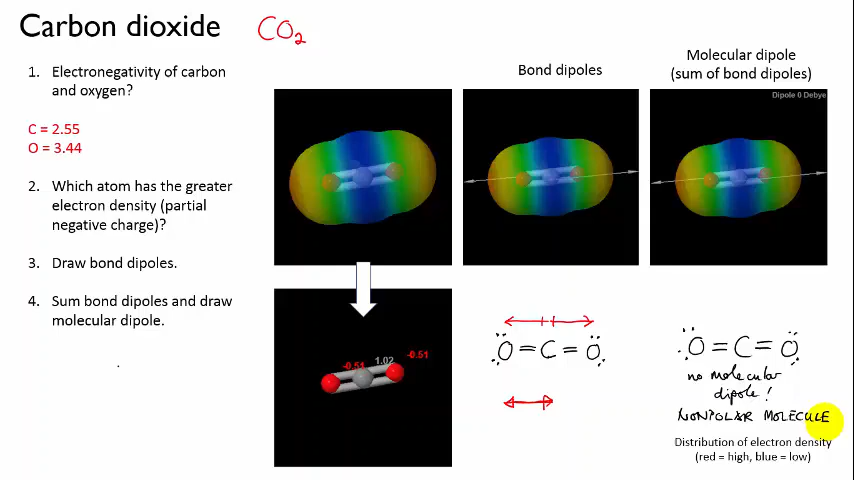 Carbon dioxide
CO₂
1. Electronegativity of carbon
and oxygen?
C = 2.55
O = 3.44
2. Which atom has the greater
electron density (partial
negative charge)?
3. Draw bond dipoles.
4. Sum bond dipoles and draw
molecular dipole.
Bond dipoles
Molecular dipole
(sum of bond dipoles)
Dipole 0 Debye
-0.51 1.02 -0.51
O = C = O
O = C = O
no molecular
dipole!
NONPOLAR MOLECULE
Distribution of electron density
(red = high, blue = low)